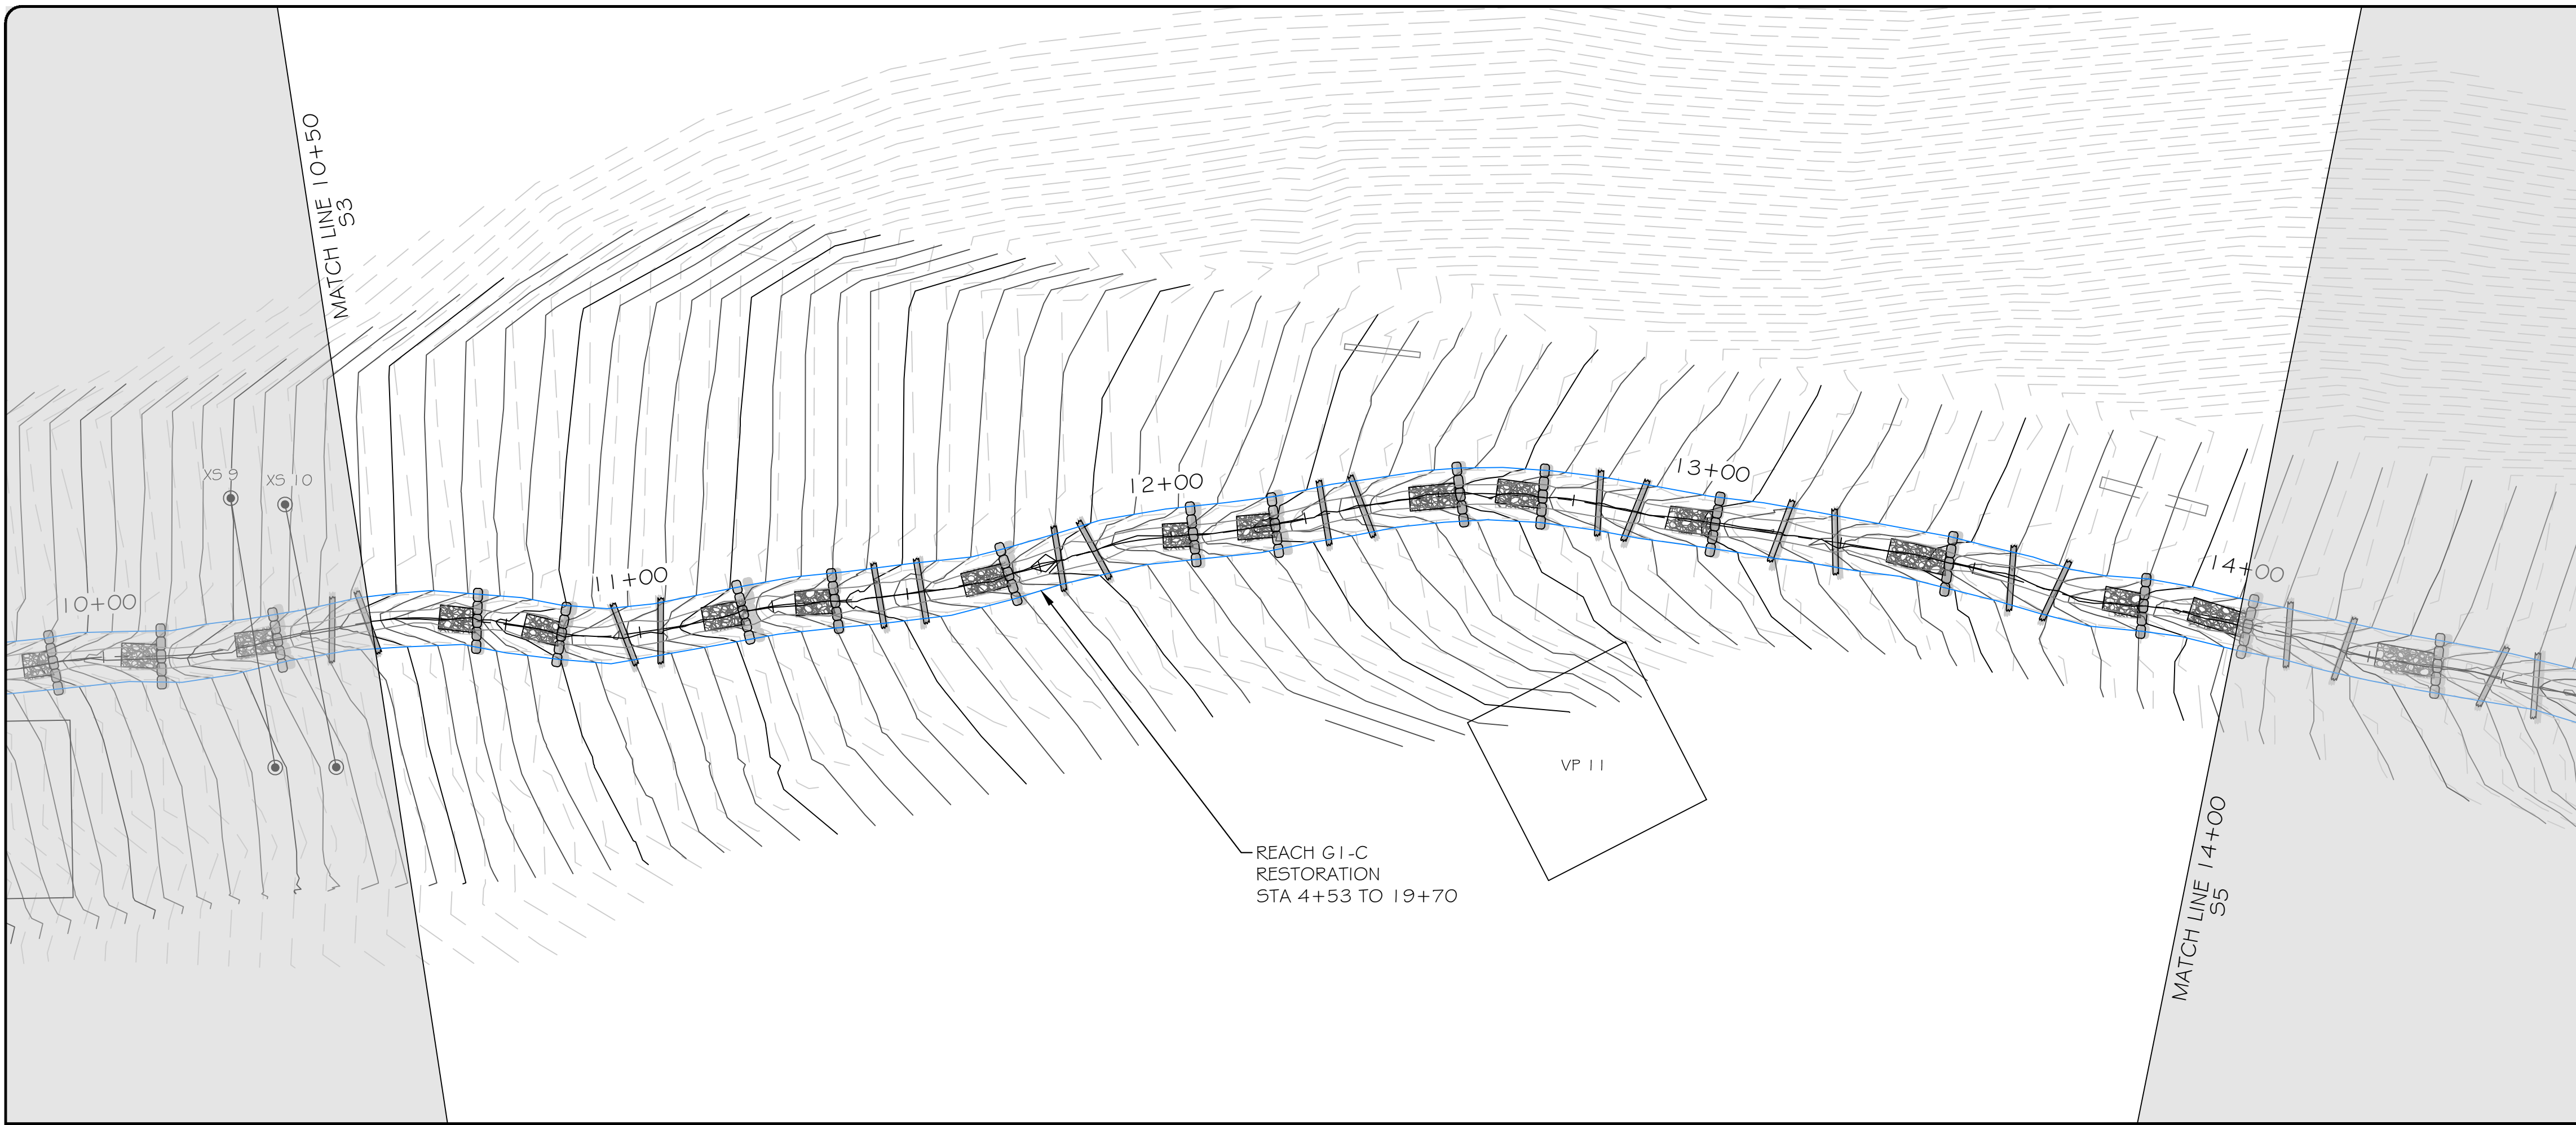 MATCH LINE 10+50
S3
XS 9
XS 10
10+00
11+00
12+00
13+00
14+00
VP 11
REACH G1-C
RESTORATION
STA 4+53 TO 19+70
MATCH LINE 14+00
S5